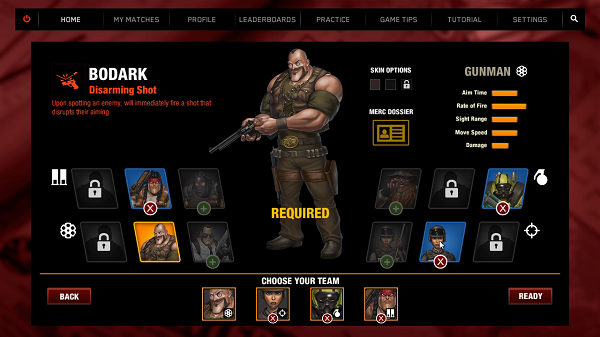 HOME
MY MATCHES
PROFILE
LEADERBOARDS
PRACTICE
GAME TIPS
TUTORIAL
SETTINGS
BODARK
Disarming Shot
Upon spotting an enemy, will immediately fire a shot that
disrupts their aiming.
SKIN OPTIONS
MERC DOSSIER
GUNMAN
Aim Time
Rate of Fire
Sight Range
Move Speed
Damage
REQUIRED
CHOOSE YOUR TEAM
BACK
READY